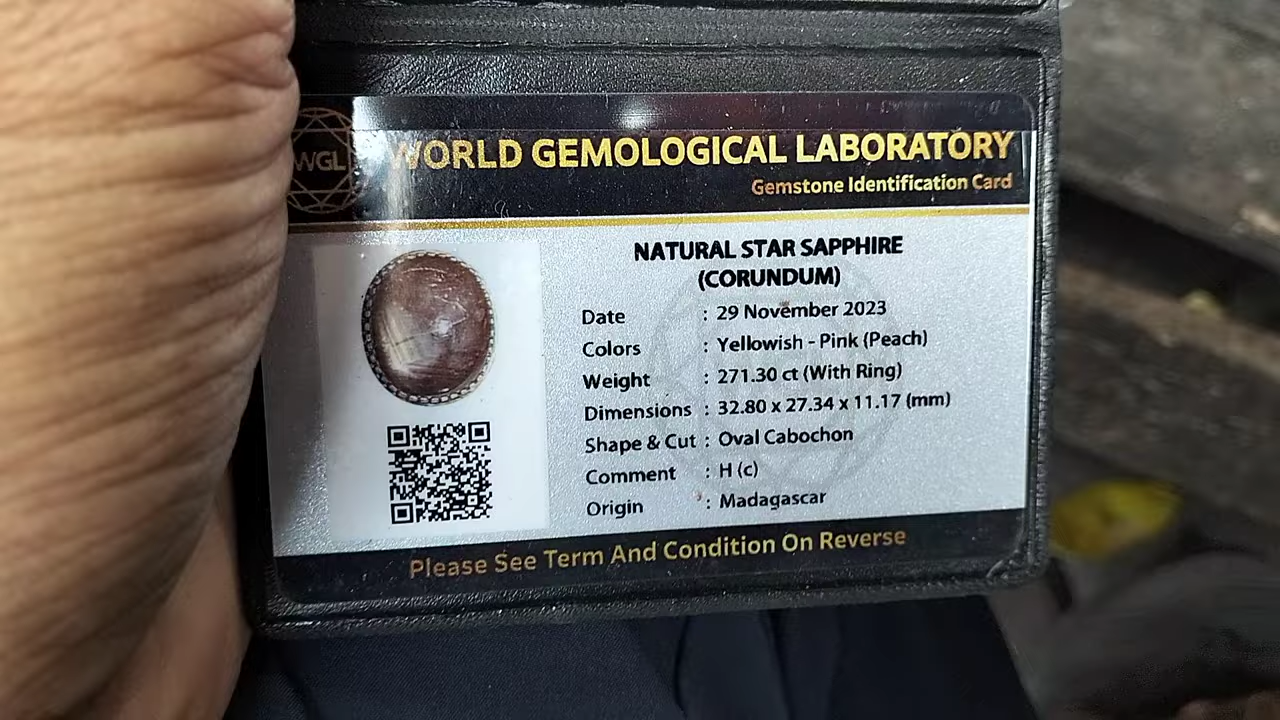 WGL
WORLD GEMOLOGICAL LABORATORY
Gemstone Identification Card
NATURAL STAR SAPPHIRE
(CORUNDUM)
Date : 29 November 2023
Colors : Yellowish - Pink (Peach)
Weight : 271.30 ct (With Ring)
Dimensions : 32.80 x 27.34 x 11.17 (mm)
Shape & Cut : Oval Cabochon
Comment : H (c)
Origin : Madagascar
Please See Term And Condition On Reverse